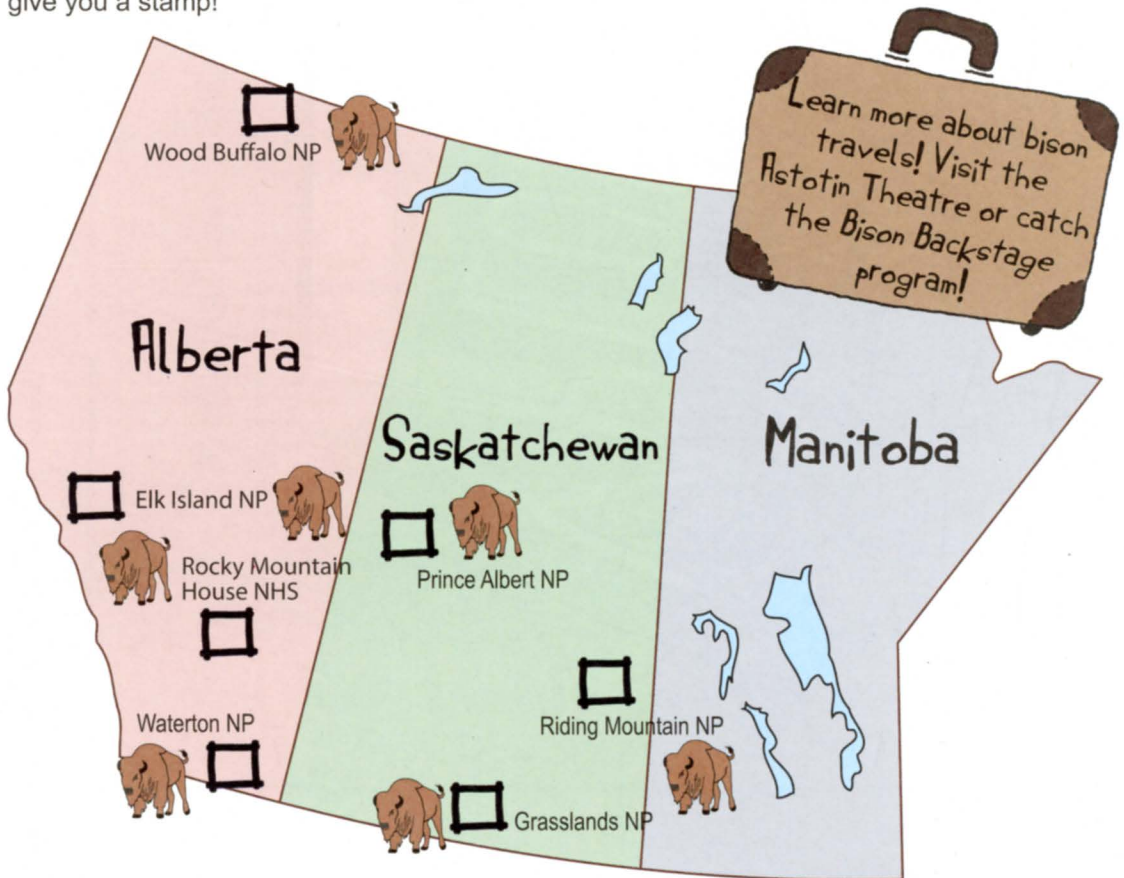 give you a stamp!
Learn more about bison
travels! Visit the
Astotin Theatre or catch
the Bison Backstage
program!
Wood Buffalo NP
Alberta
Saskatchewan
Manitoba
Elk Island NP
Rocky Mountain
House NHS
Prince Albert NP
Waterton NP
Riding Mountain NP
Grasslands NP